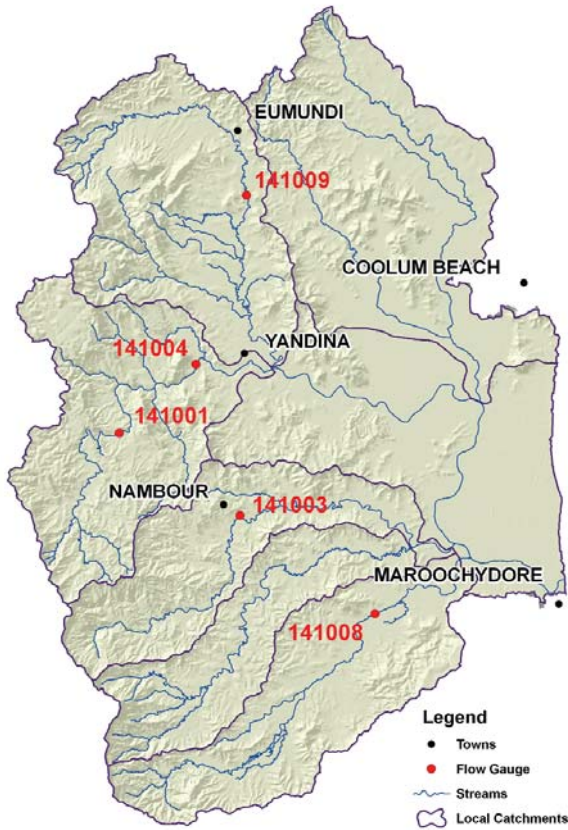 EUMUNDI
141009
COOLUM BEACH
YANDINA
141004
141001
NAMBOUR
141003
MAROOCHYDORE
141008
Legend
Towns
Flow Gauge
Streams
Local Catchments